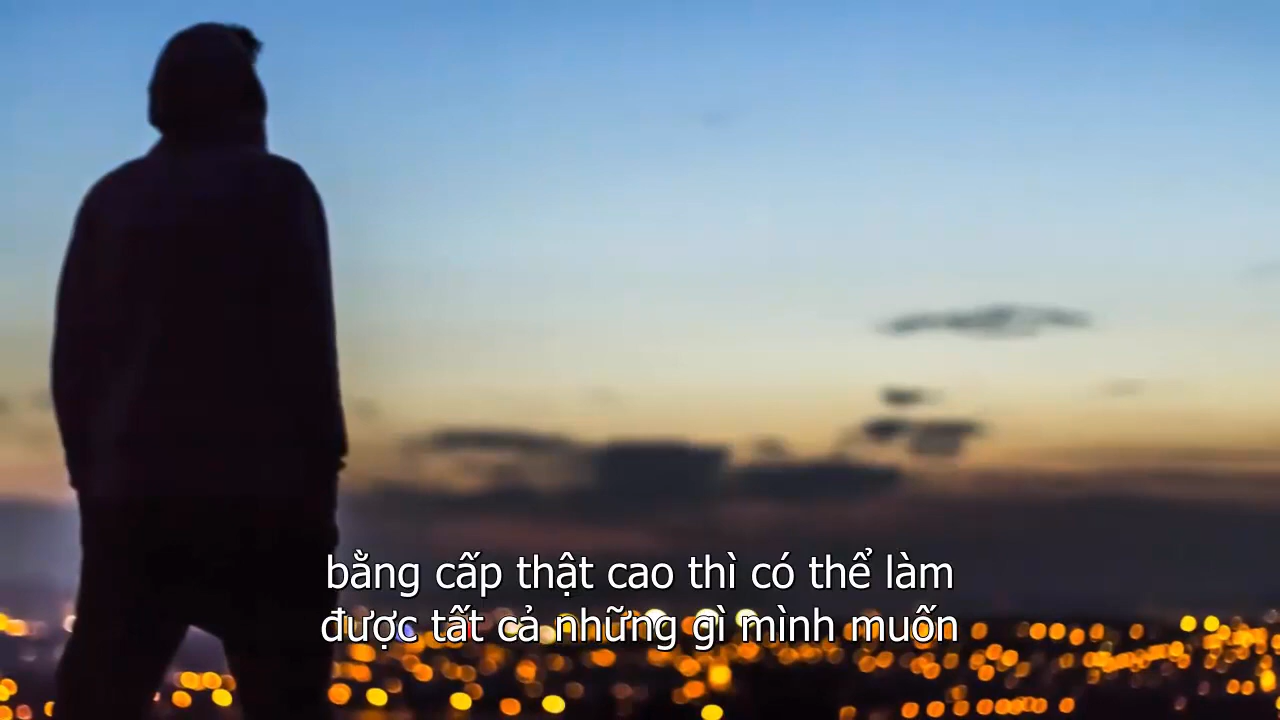 bằng cấp thật cao thì có thể làm
được tất cả những gì mình muốn